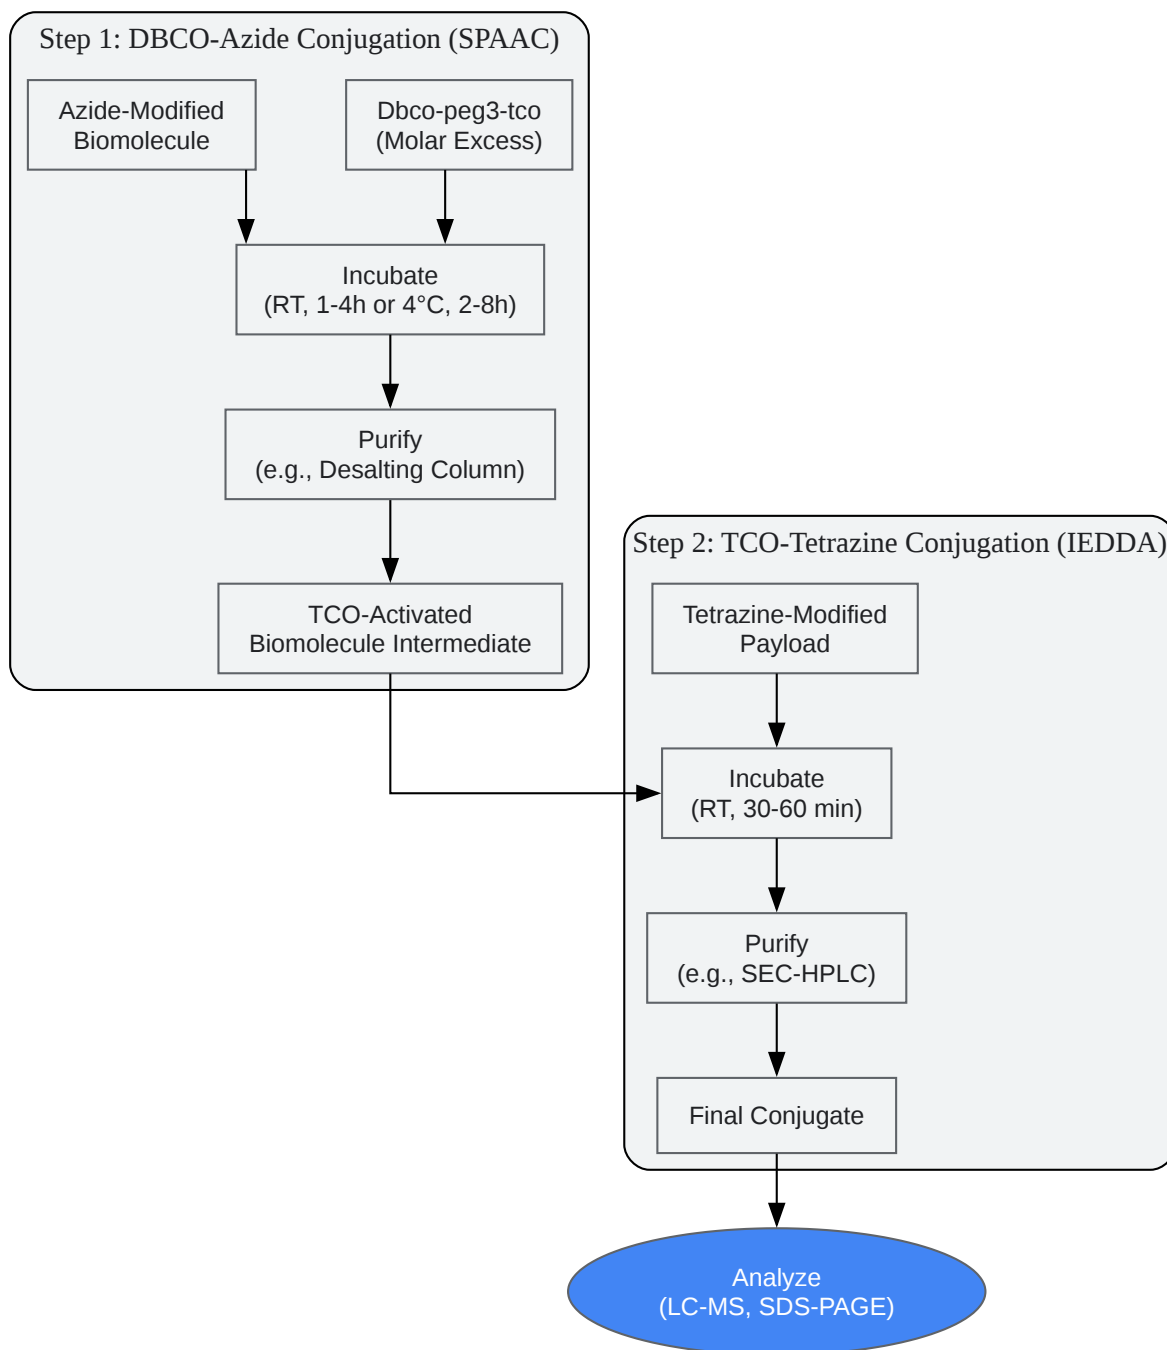 Step 1: DBCO-Azide Conjugation (SPAAC)
Azide-Modified
Biomolecule
Dbco-peg3-tco
(Molar Excess)
Incubate
(RT, 1-4h or 4°C, 2-8h)
Purify
(e.g., Desalting Column)
TCO-Activated
Biomolecule Intermediate
Step 2: TCO-Tetrazine Conjugation (IEDDA)
Tetrazine-Modified
Payload
Incubate
(RT, 30-60 min)
Purify
(e.g., SEC-HPLC)
Final Conjugate
Analyze
(LC-MS, SDS-PAGE)